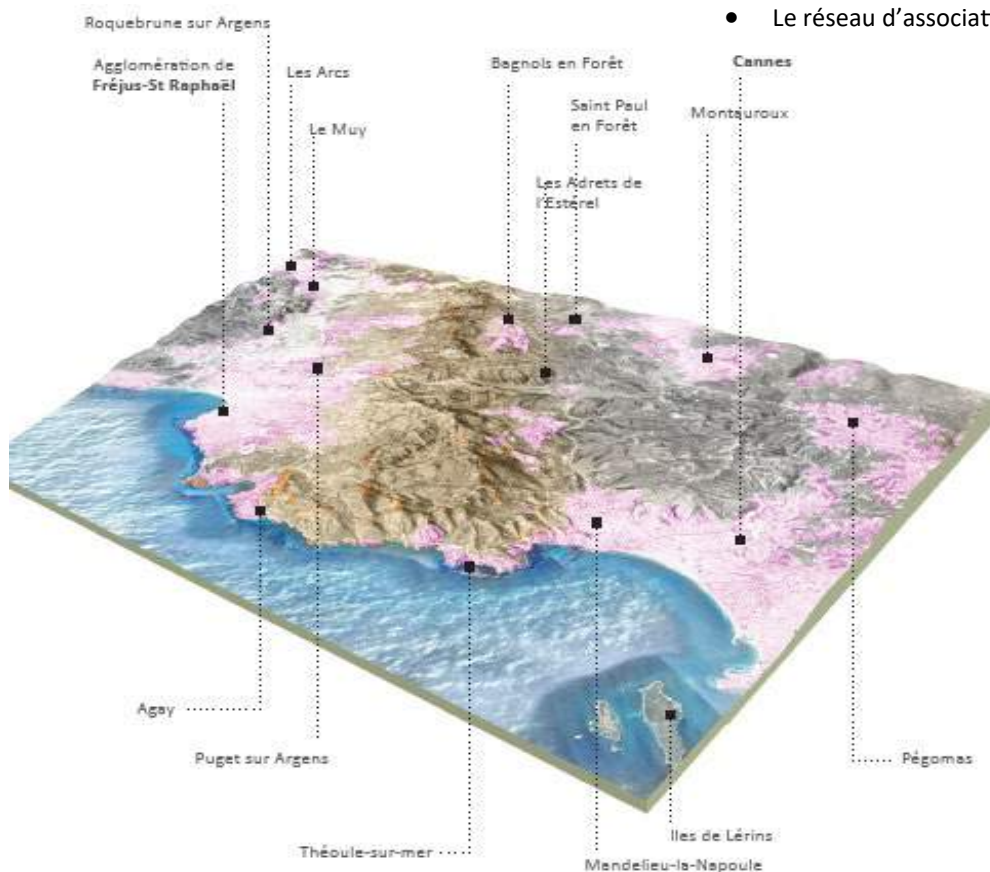 • Le réseau d’associat
Roquebrune sur Argens
Agglomération de
Fréjus-St Raphaël
Les Arcs
Le Muy
Bagnols en Forêt
Saint Paul
en Forêt
Les Adrets de
l'Estérel
Cannes
Montauroux
Agay
Puget sur Argens
Théoule-sur-mer
Mandelieu-la-Napoule
Iles de Lérins
Pégomas